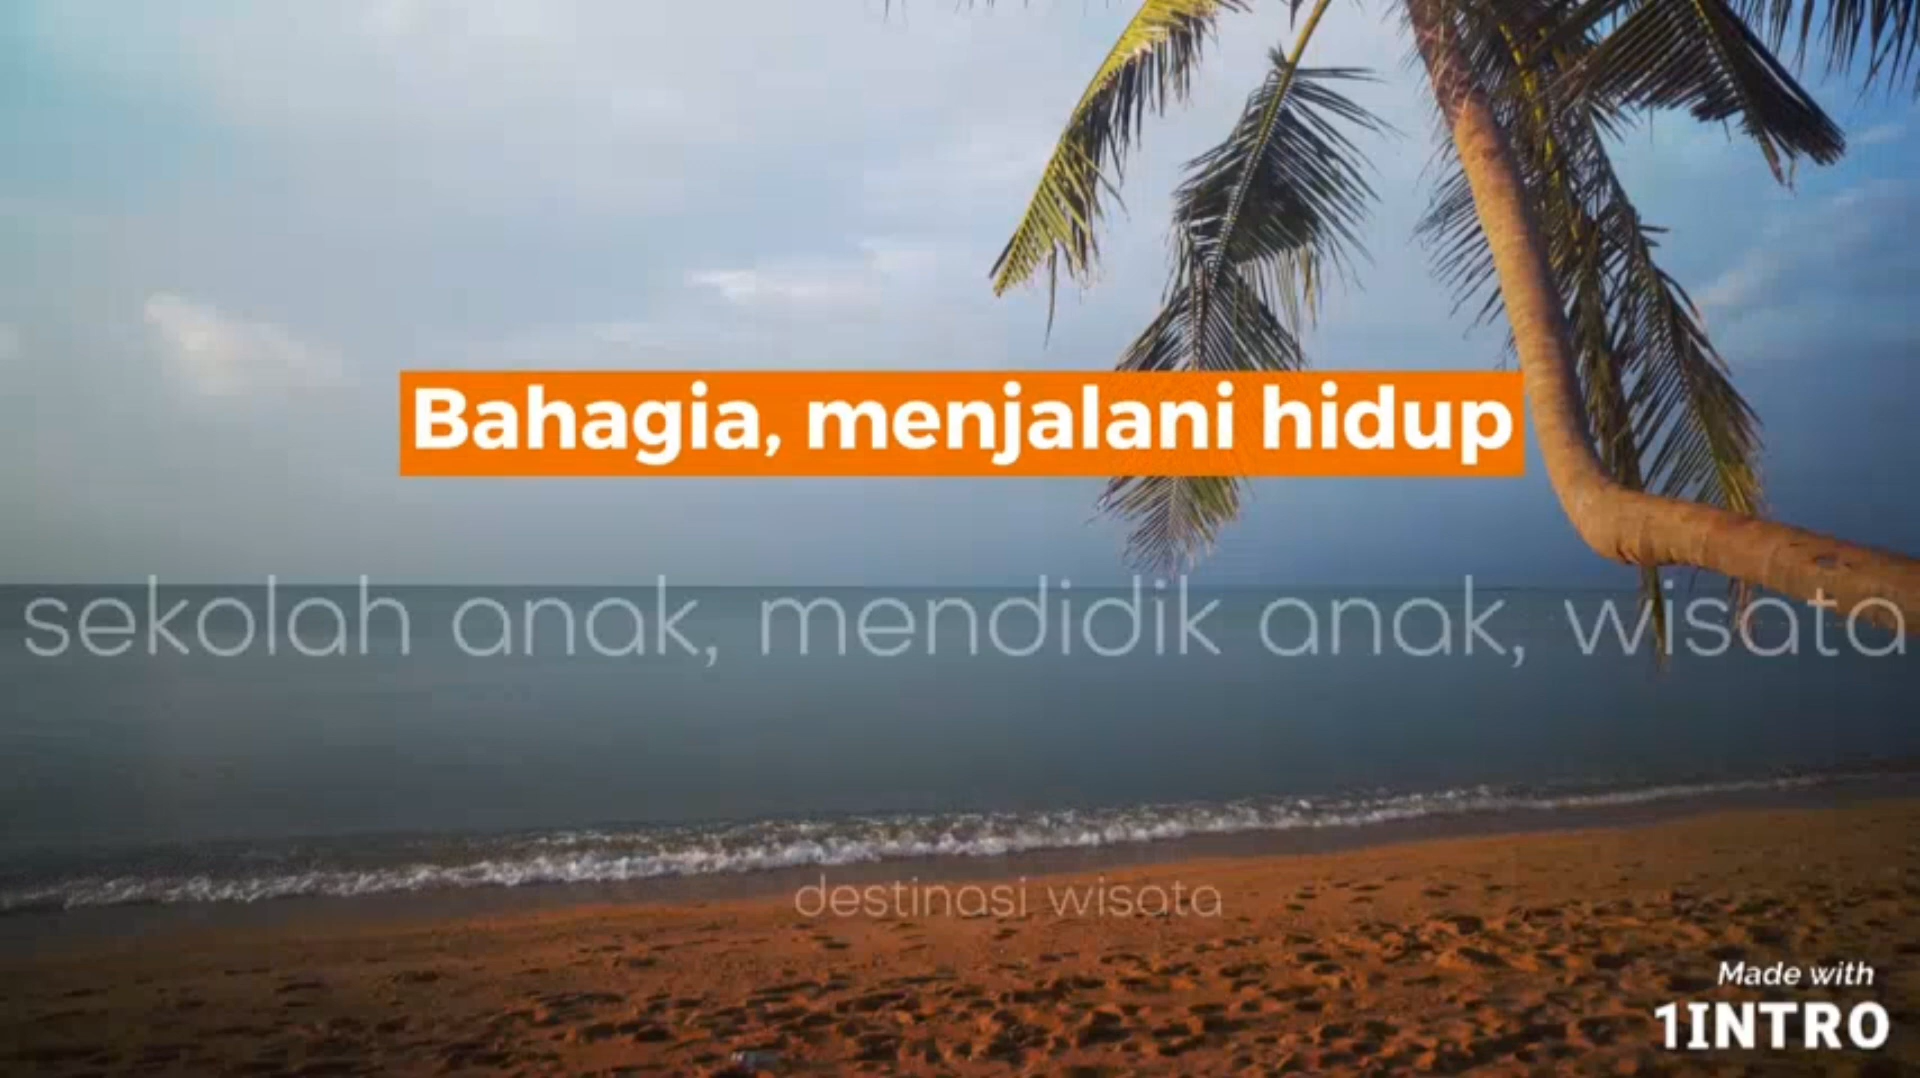 Bahagia, menjalani hidup
sekolah anak, mendidik anak, wisata
destinasi wisata
Made with
1INTRO